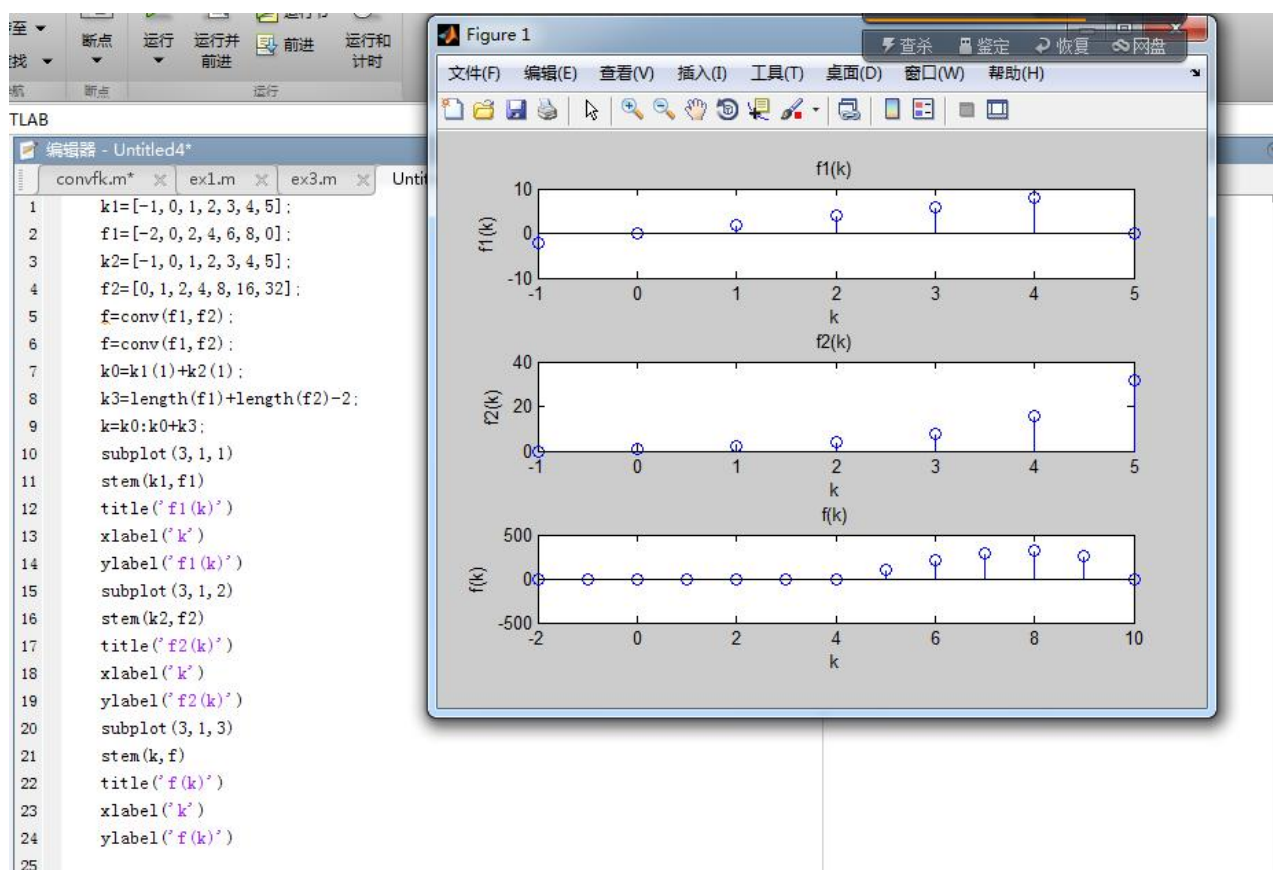 断点 运行 运行并 前进 运行和
前进 计时
断点 运行
TLAB
编辑器 - Untitled4*
convfk.m* ex1.m ex3.m Unti
1 k1=[-1,0,1,2,3,4,5];
2 f1=[-2,0,2,4,6,8,0];
3 k2=[-1,0,1,2,3,4,5];
4 f2=[0,1,2,4,8,16,32];
5 f=conv(f1,f2);
6 f=conv(f1,f2);
7 k0=k1(1)+k2(1);
8 k3=length(f1)+length(f2)-2;
9 k=k0:k0+k3;
10 subplot(3,1,1)
11 stem(k1,f1)
12 title('f1(k)')
13 xlabel('k')
14 ylabel('f1(k)')
15 subplot(3,1,2)
16 stem(k2,f2)
17 title('f2(k)')
18 xlabel('k')
19 ylabel('f2(k)')
20 subplot(3,1,3)
21 stem(k,f)
22 title('f(k)')
23 xlabel('k')
24 ylabel('f(k)')
25
Figure 1
查杀 鉴定 恢复 网盘
文件(F) 编辑(E) 查看(V) 插入(I) 工具(T) 桌面(D) 窗口(W) 帮助(H)
f1(k)
f1(k)
10
0
-10
-1 0 1 2 3 4 5
k
f2(k)
f2(k)
40
20
0
-1 0 1 2 3 4 5
k
f(k)
f(k)
500
0
-500
-2 0 2 4 6 8 10
k